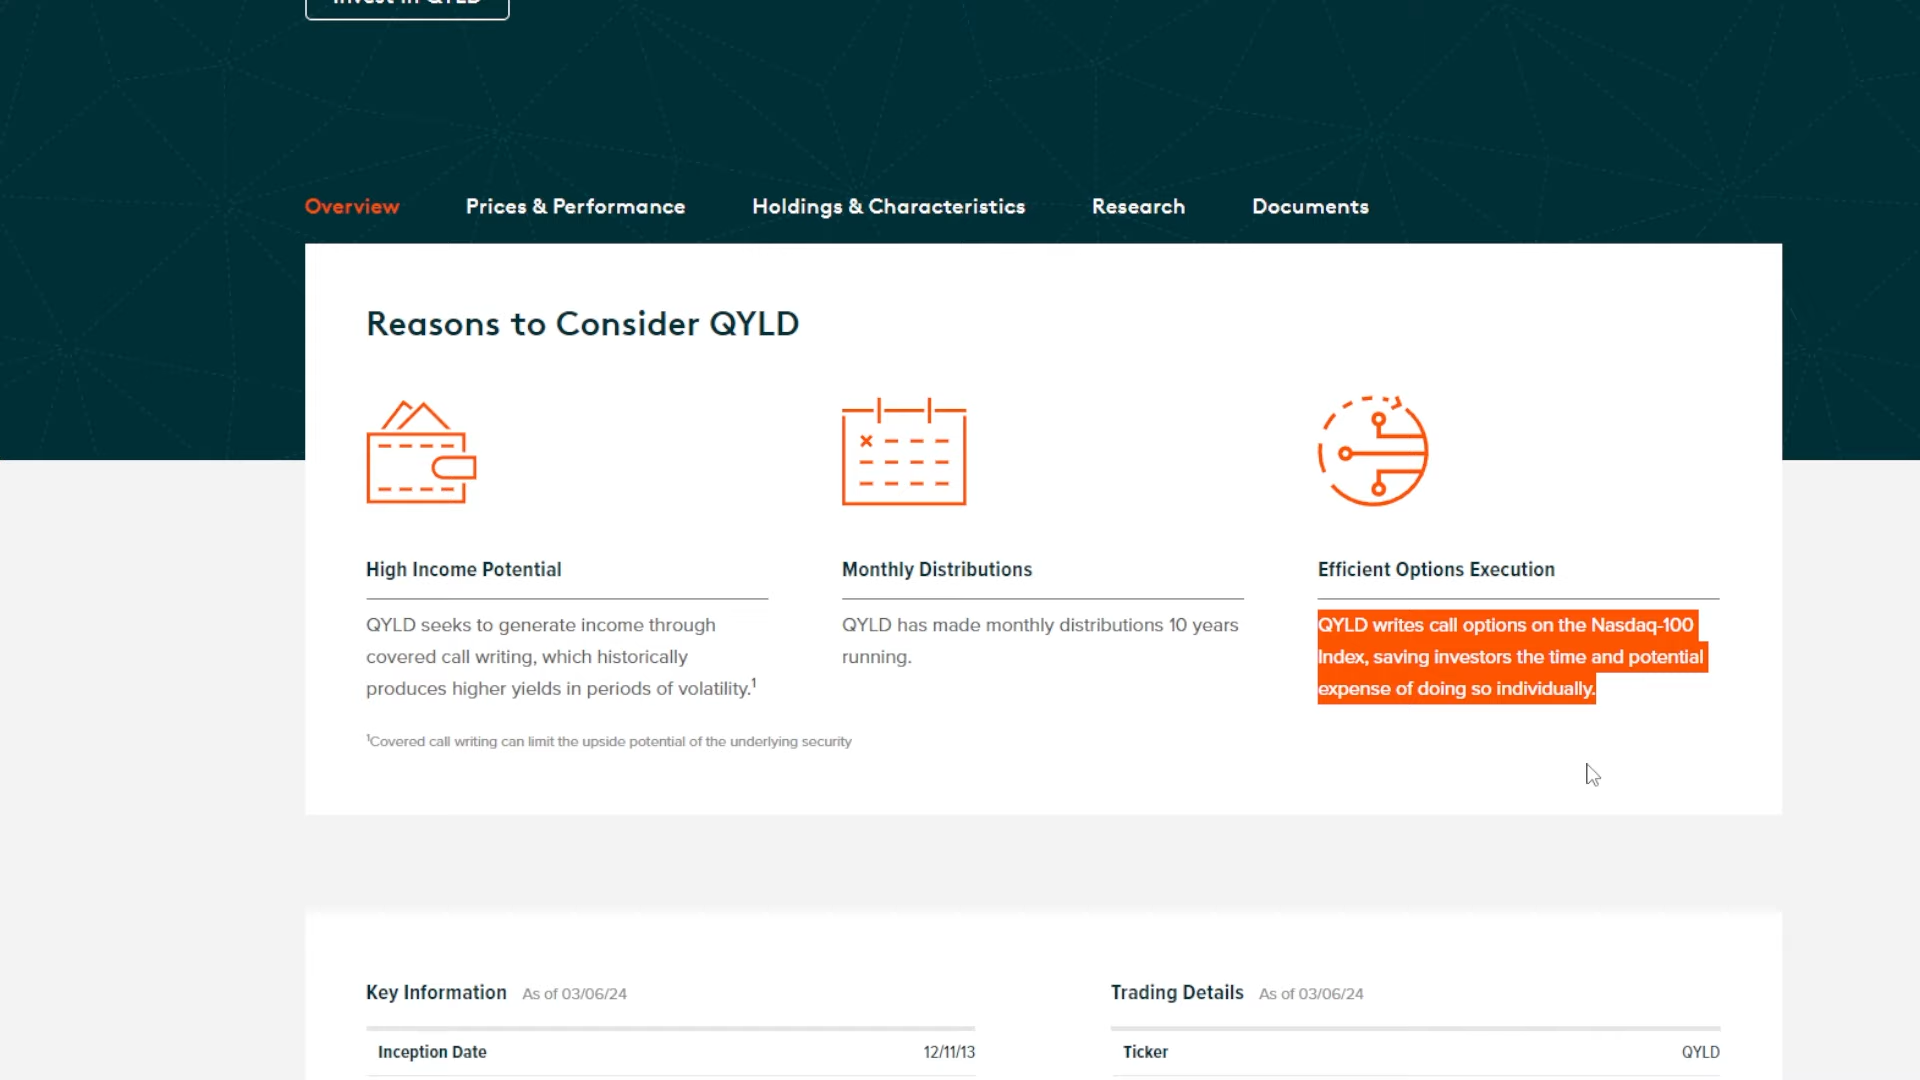 Invest in QYLD
Overview
Prices & Performance
Holdings & Characteristics
Research
Documents
Reasons to Consider QYLD
High Income Potential
QYLD seeks to generate income through
covered call writing, which historically
produces higher yields in periods of volatility.1
Monthly Distributions
QYLD has made monthly distributions 10 years
running.
Efficient Options Execution
QYLD writes call options on the Nasdaq-100
Index, saving investors the time and potential
expense of doing so individually.
1Covered call writing can limit the upside potential of the underlying security
Key Information As of 03/06/24
Inception Date 12/11/13
Trading Details As of 03/06/24
Ticker QYLD